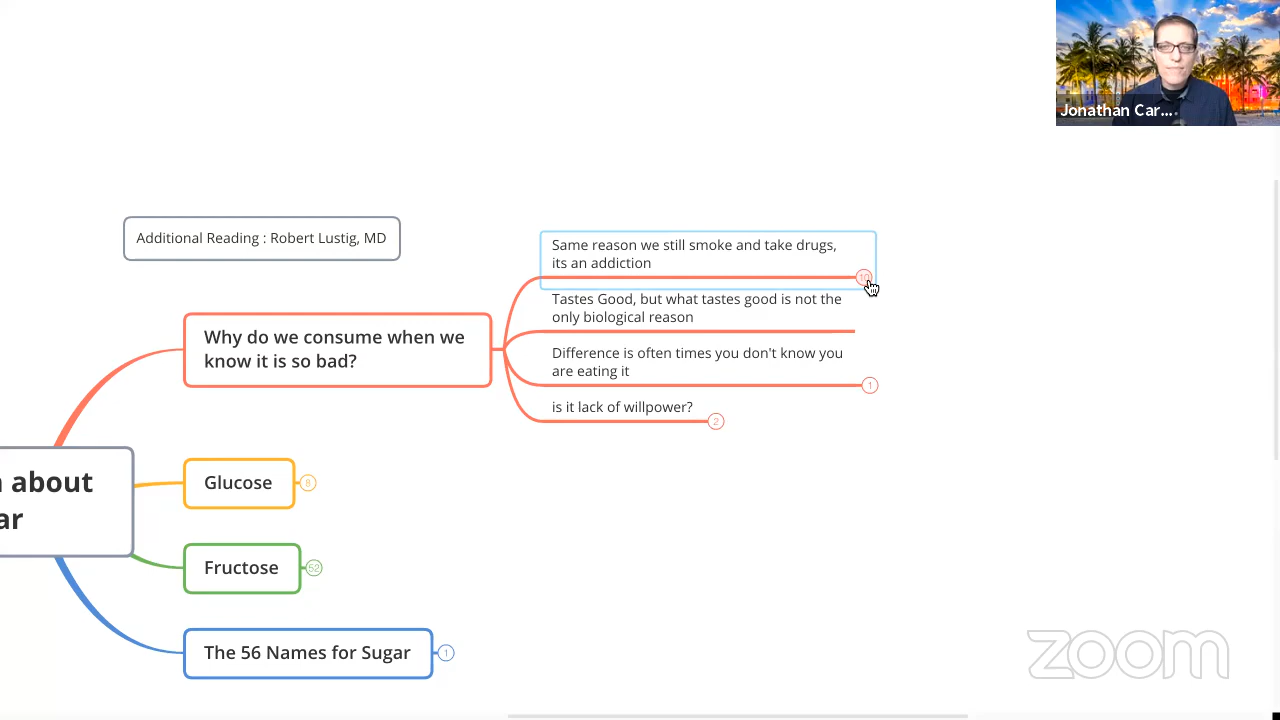 Jonathan Car...
Additional Reading : Robert Lustig, MD
Same reason we still smoke and take drugs,
its an addiction
10
Tastes Good, but what tastes good is not the
only biological reason
Why do we consume when we
know it is so bad?
Difference is often times you don't know you
are eating it
1
is it lack of willpower?
2
about
ar
Glucose
8
Fructose
52
The 56 Names for Sugar
1
zoom